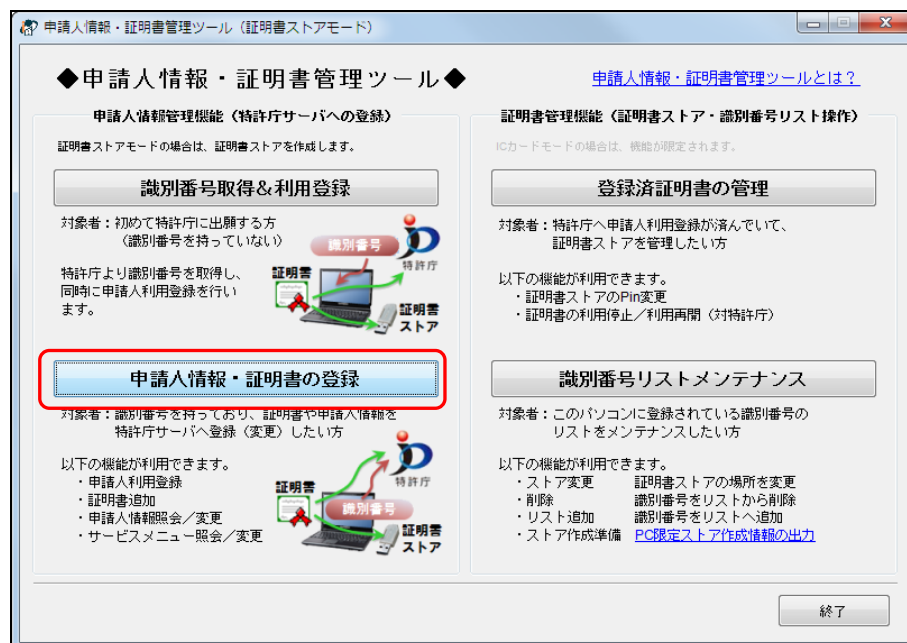 申請人情報・証明書管理ツール（証明書ストアモード）
◆申請人情報・証明書管理ツール◆
申請人情報・証明書管理ツールとは？
申請人情報管理機能（特許庁サーバへの登録）
証明書ストアモードの場合は、証明書ストアを作成します。
識別番号取得&利用登録
対象者：初めて特許庁に出願する方
（識別番号を持っていない）
特許庁より識別番号を取得し、
同時に申請人利用登録を行い
ます。
識別番号
特許庁
証明書
証明書
ストア
申請人情報・証明書の登録
対象者：識別番号を持っており、証明書や申請人情報を
特許庁サーバへ登録（変更）したい方
以下の機能が利用できます。
・申請人利用登録
・証明書追加
・申請人情報照会／変更
・サービスメニュー照会／変更
特許庁
証明書
識別番号
証明書
ストア
証明書管理機能（証明書ストア・識別番号リスト操作）
ICカードモードの場合は、機能が限定されます。
登録済証明書の管理
対象者：特許庁へ申請人利用登録が済んでいて、
証明書ストアを管理したい方
以下の機能が利用できます。
・証明書ストアのPin変更
・証明書の利用停止／利用再開（対特許庁）
識別番号リストメンテナンス
対象者：このパソコンに登録されている識別番号の
リストをメンテナンスしたい方
以下の機能が利用できます。
・ストア変更 証明書ストアの場所を変更
・削除 識別番号をリストから削除
・リスト追加 識別番号をリストへ追加
・ストア作成準備 PC限定ストア作成情報の出力
終了